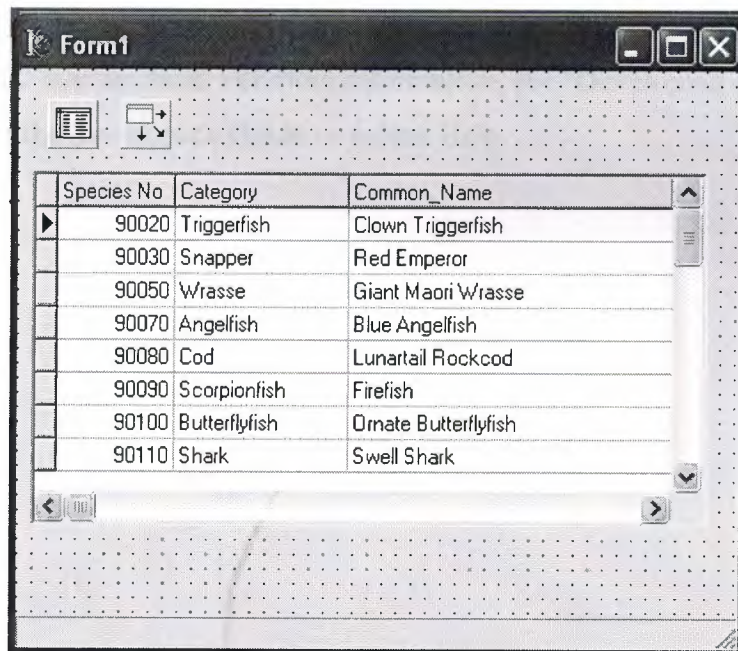 Form1
Species No Category Common_Name
90020 Triggerfish Clown Triggerfish
90030 Snapper Red Emperor
90050 Wrasse Giant Maori Wrasse
90070 Angelfish Blue Angelfish
90080 Cod Lunartail Rockcod
90090 Scorpionfish Firefish
90100 Butterflyfish Ornate Butterflyfish
90110 Shark Swell Shark